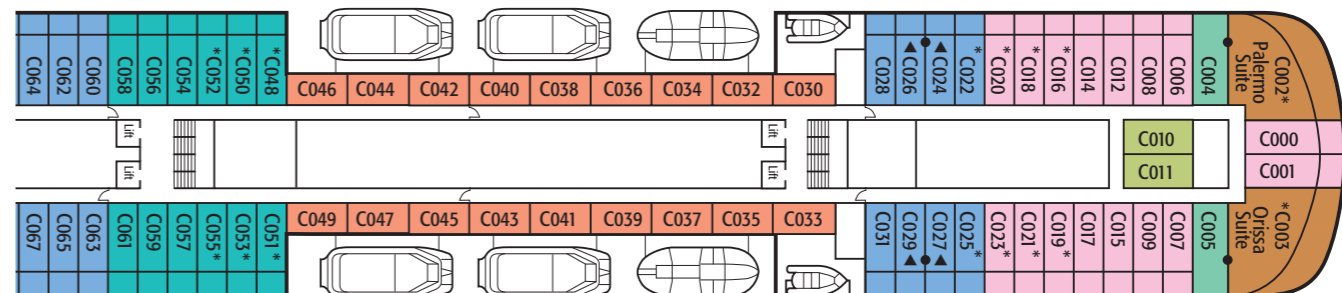 C064
C062
C060
C058
C056
C054
*C052
*C050
*C048
C046
C044
C042
C040
C038
C036
C034
C032
C030
C028
▲C026
▲C024
*C022
*C020
*C018
*C016
C014
C012
C008
C006
C004
C002*
Palermo
Suite
Lift
Lift
Lift
Lift
C010
C011
C000
C001
C067
C065
C063
C061
C059
C057
C055*
C053*
C051*
C049
C047
C045
C043
C041
C039
C037
C035
C033
C031
C029▲
C027▲
C025*
C023*
C021*
C019*
C017
C015
C009
C007
C005
*C003
Orissa
Suite